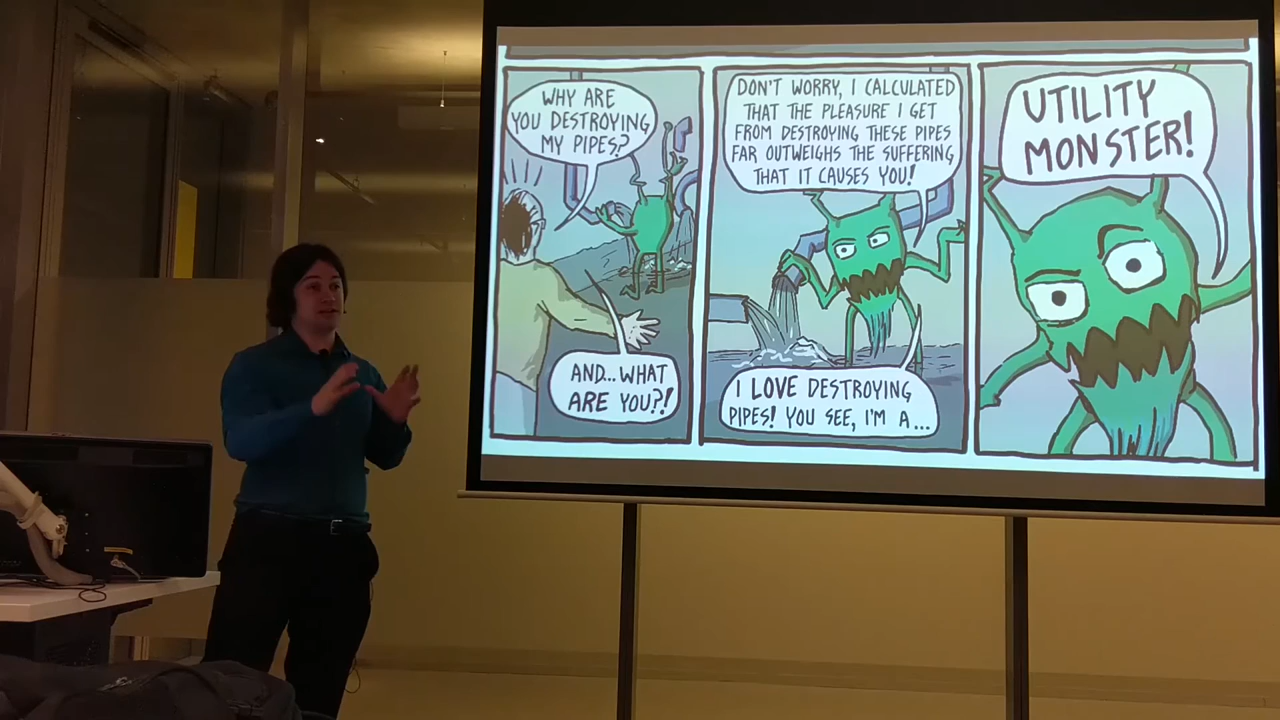 WHY ARE
YOU DESTROYING
MY PIPES?
AND...WHAT
ARE YOU?!
DON'T WORRY, I CALCULATED
THAT THE PLEASURE I GET
FROM DESTROYING THESE PIPES
FAR OUTWEIGHS THE SUFFERING
THAT IT CAUSES YOU!
I LOVE DESTROYING
PIPES! YOU SEE, I'M A...
UTILITY
MONSTER!